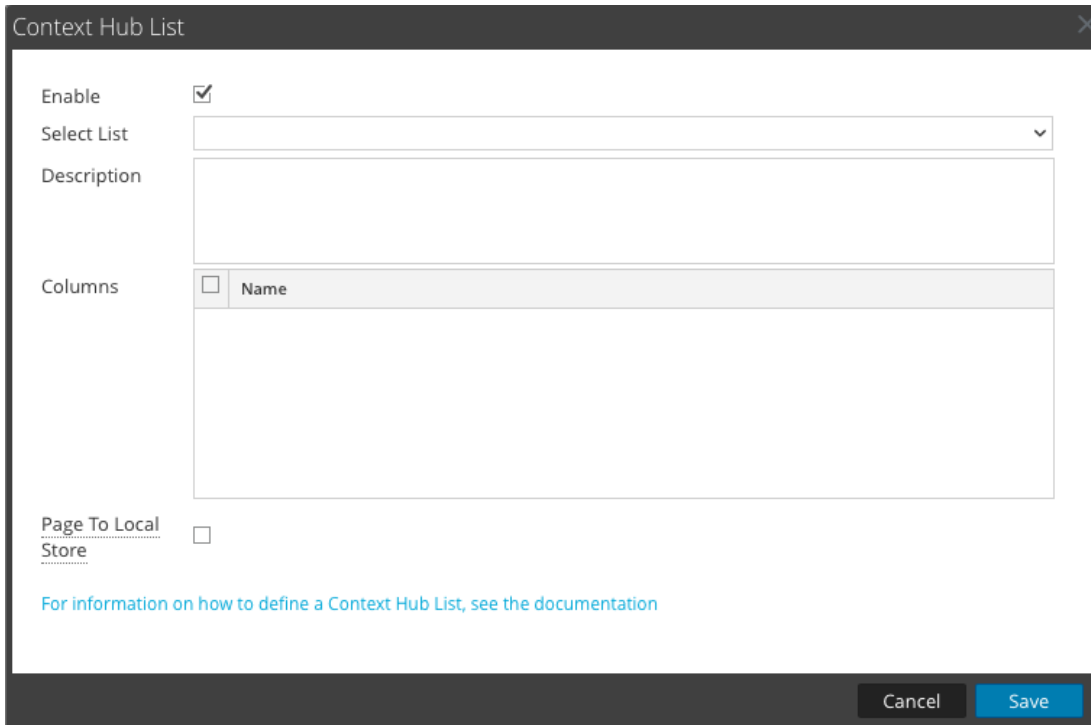 Context Hub List
Enable
Select List
Description
Columns
Name
Page To Local
Store
For information on how to define a Context Hub List, see the documentation
Cancel
Save